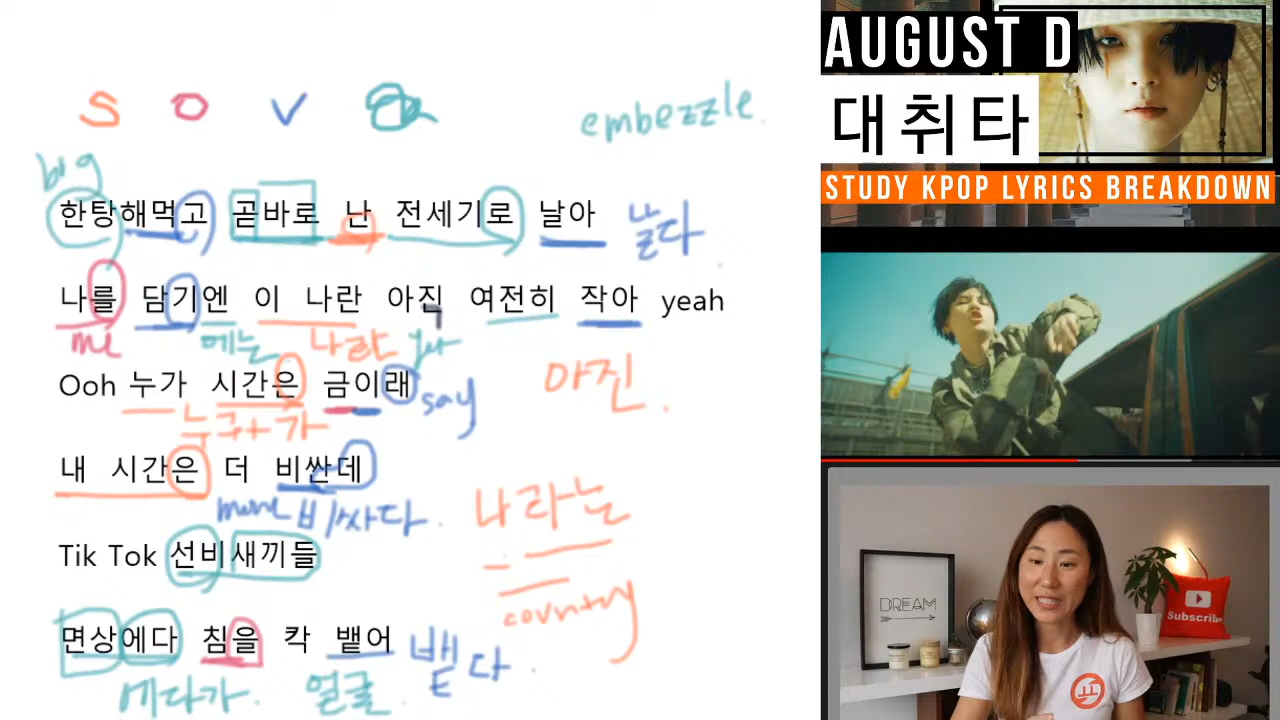 S O V
embezzle.
big
한탕해먹고 곧바로 난 전세기로 날아 날다
나를 담기엔 이 나란 아진 여전히 작아 yeah
me 에는 나라는
Ooh 누가 시간은 금이래 say 아진.
누구+가
내 시간은 더 비싼데
more 비싸다. 나라는
Tik Tok 선비새끼들
country
면상에다 침을 칵 뱉어 뱉다.
에다가. 얼굴.
AUGUST D
대취타
STUDY KPOP LYRICS BREAKDOWN
DREAM